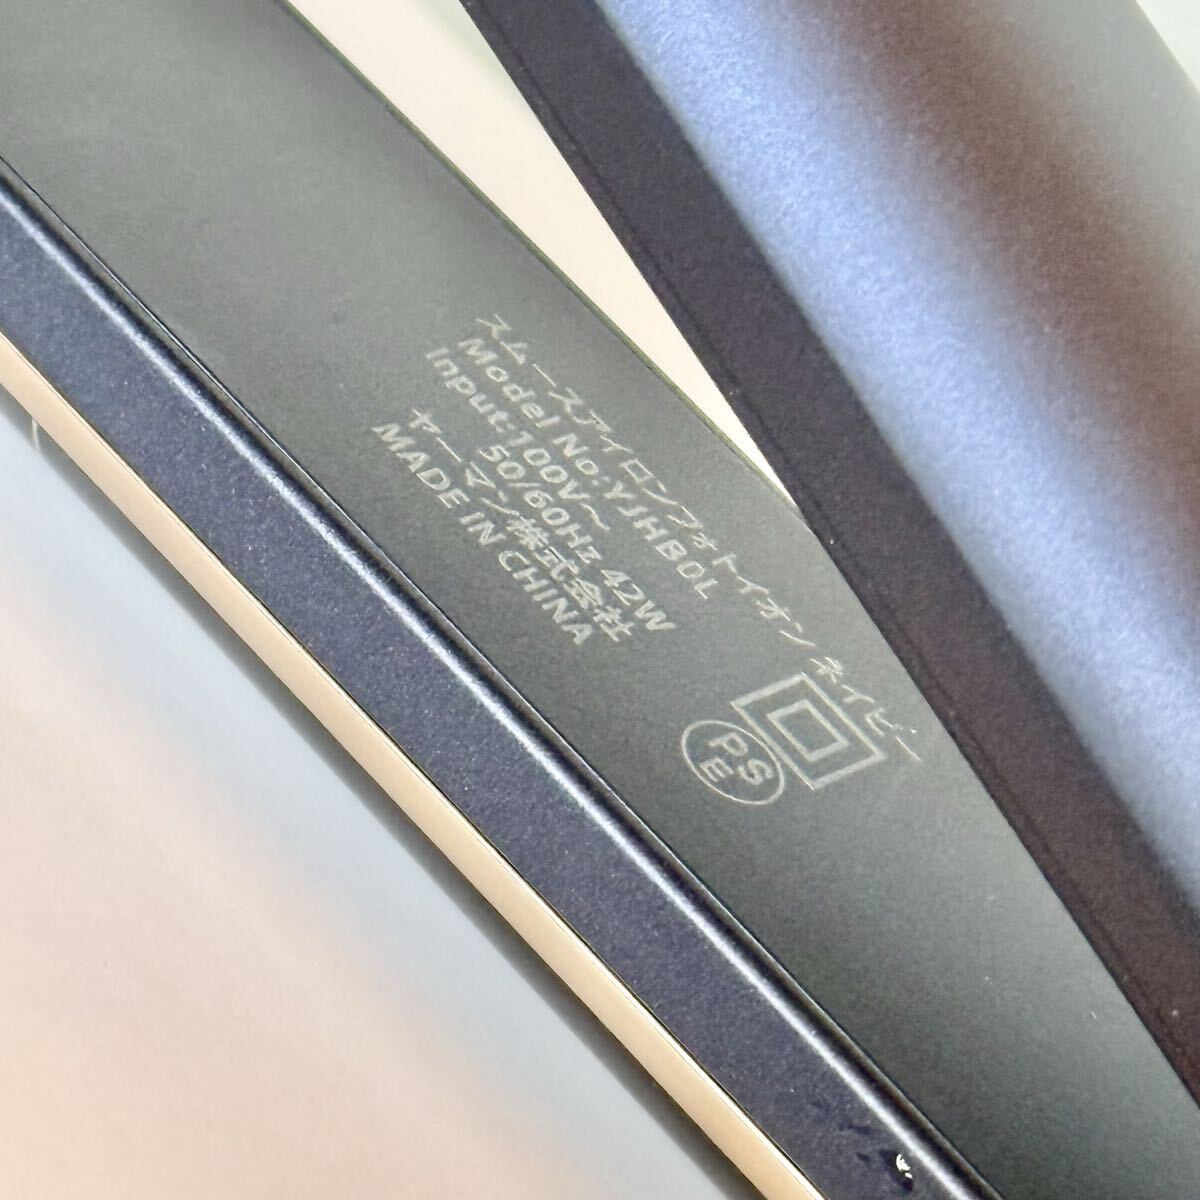 スムースアイロンフォトイオン ネイビー
Model No:YJHB0L
Input:100V～
50/60Hz 42W
ヤーマン株式会社
MADE IN CHINA
PS
E